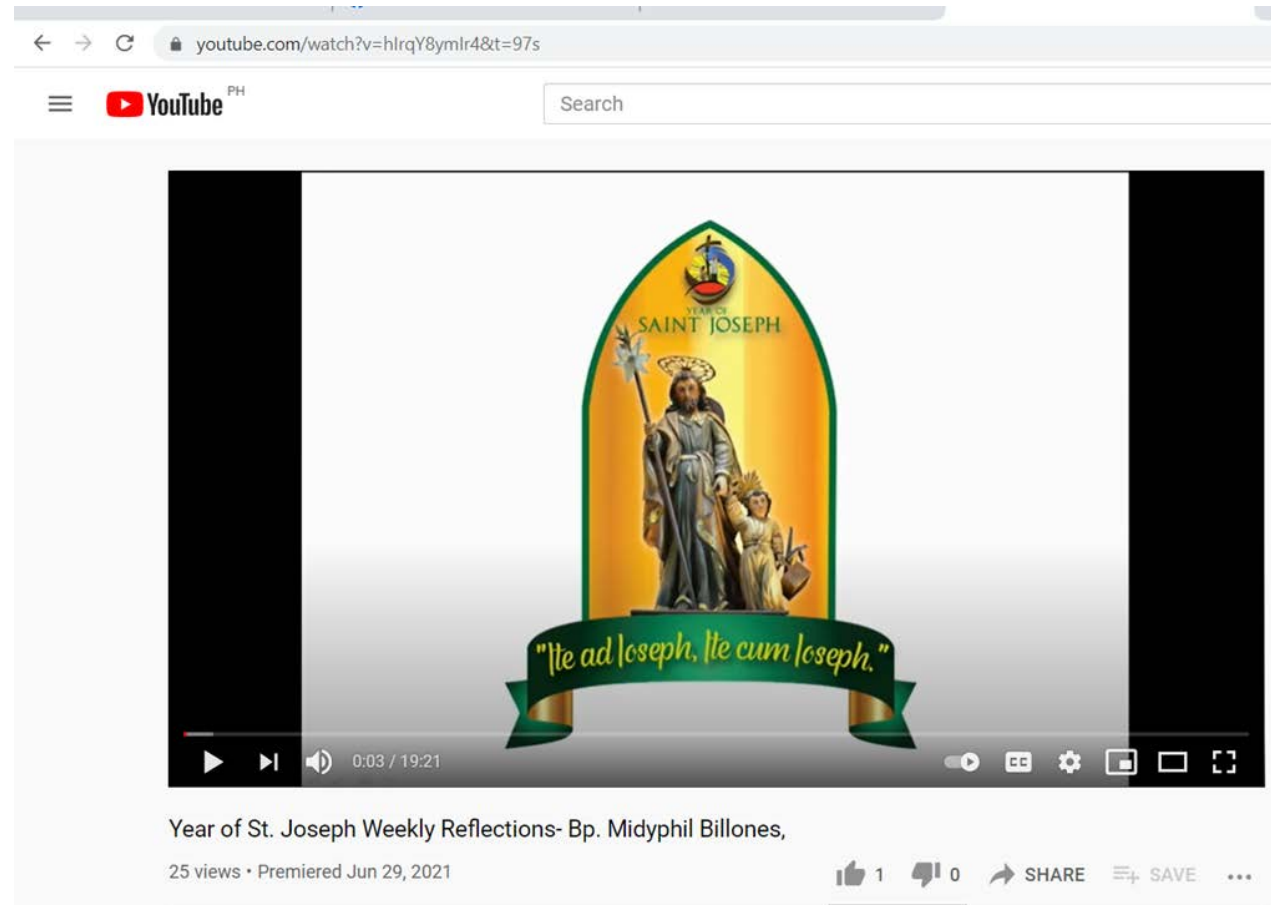 youtube.com/watch?v=hIrqY8ymIr4&t=97s
YouTube PH
Search
YEAR OF
SAINT JOSEPH
"Ite ad Ioseph, Ite cum Ioseph."
0:03 / 19:21
CC
Year of St. Joseph Weekly Reflections- Bp. Midyphil Billones,
25 views • Premiered Jun 29, 2021
1 0 SHARE SAVE